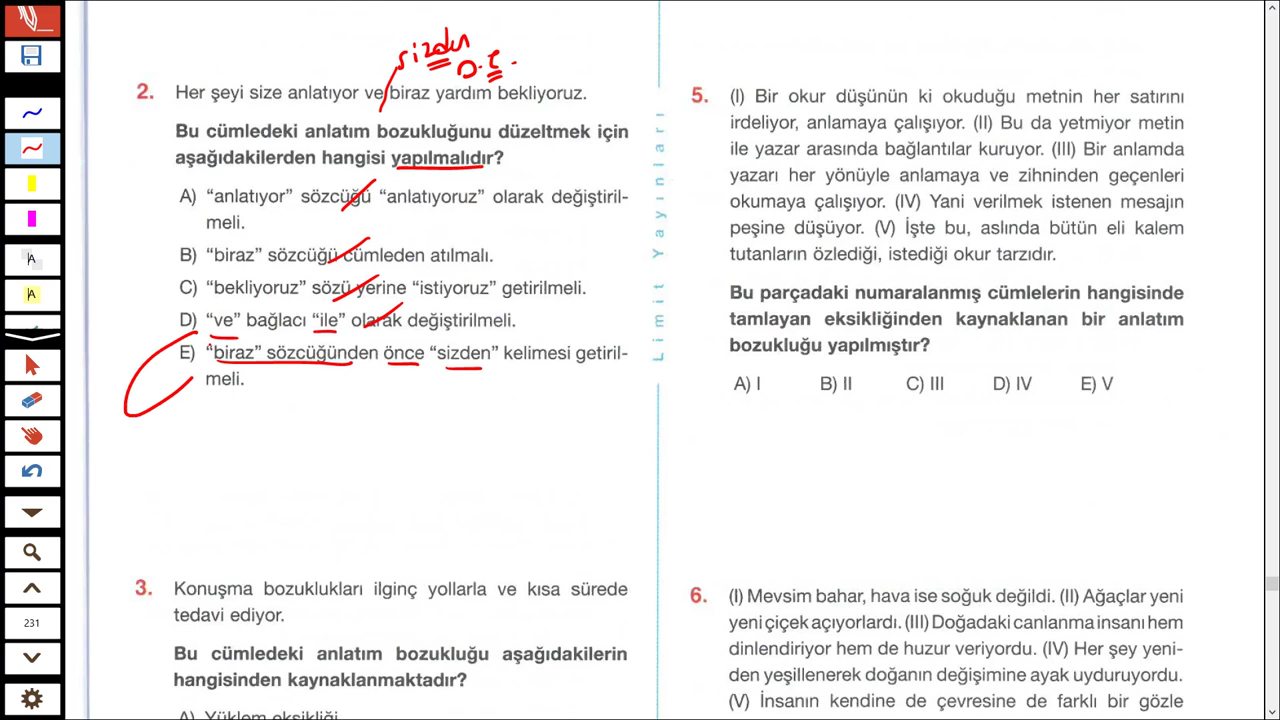 sizden
D.T.
2. Her şeyi size anlatıyor ve biraz yardım bekliyoruz.
Bu cümledeki anlatım bozukluğunu düzeltmek için
aşağıdakilerden hangisi yapılmalıdır?
A) “anlatıyor” sözcüğü “anlatıyoruz” olarak değiştiril-
meli.
B) “biraz” sözcüğü cümleden atılmalı.
C) “bekliyoruz” sözü yerine “istiyoruz” getirilmeli.
D) “ve” bağlacı “ile” olarak değiştirilmeli.
E) “biraz” sözcüğünden önce “sizden” kelimesi getiril-
meli.
3. Konuşma bozuklukları ilginç yollarla ve kısa sürede
tedavi ediyor.
Bu cümledeki anlatım bozukluğu aşağıdakilerin
hangisinden kaynaklanmaktadır?
A) Yüklem eksikliği
Limit Yayınları
5. (I) Bir okur düşünün ki okuduğu metnin her satırını
irdeliyor, anlamaya çalışıyor. (II) Bu da yetmiyor metin
ile yazar arasında bağlantılar kuruyor. (III) Bir anlamda
yazarı her yönüyle anlamaya ve zihninden geçenleri
okumaya çalışıyor. (IV) Yani verilmek istenen mesajın
peşine düşüyor. (V) İşte bu, aslında bütün eli kalem
tutanların özlediği, istediği okur tarzıdır.
Bu parçadaki numaralanmış cümlelerin hangisinde
tamlayan eksikliğinden kaynaklanan bir anlatım
bozukluğu yapılmıştır?
A) I B) II C) III D) IV E) V
6. (I) Mevsim bahar, hava ise soğuk değildi. (II) Ağaçlar yeni
yeni çiçek açıyorlardı. (III) Doğadaki canlanma insanı hem
dinlendiriyor hem de huzur veriyordu. (IV) Her şey yeni-
den yeşillenerek doğanın değişimine ayak uyduruyordu.
(V) İnsanın kendine de çevresine de farklı bir gözle
A
A
231